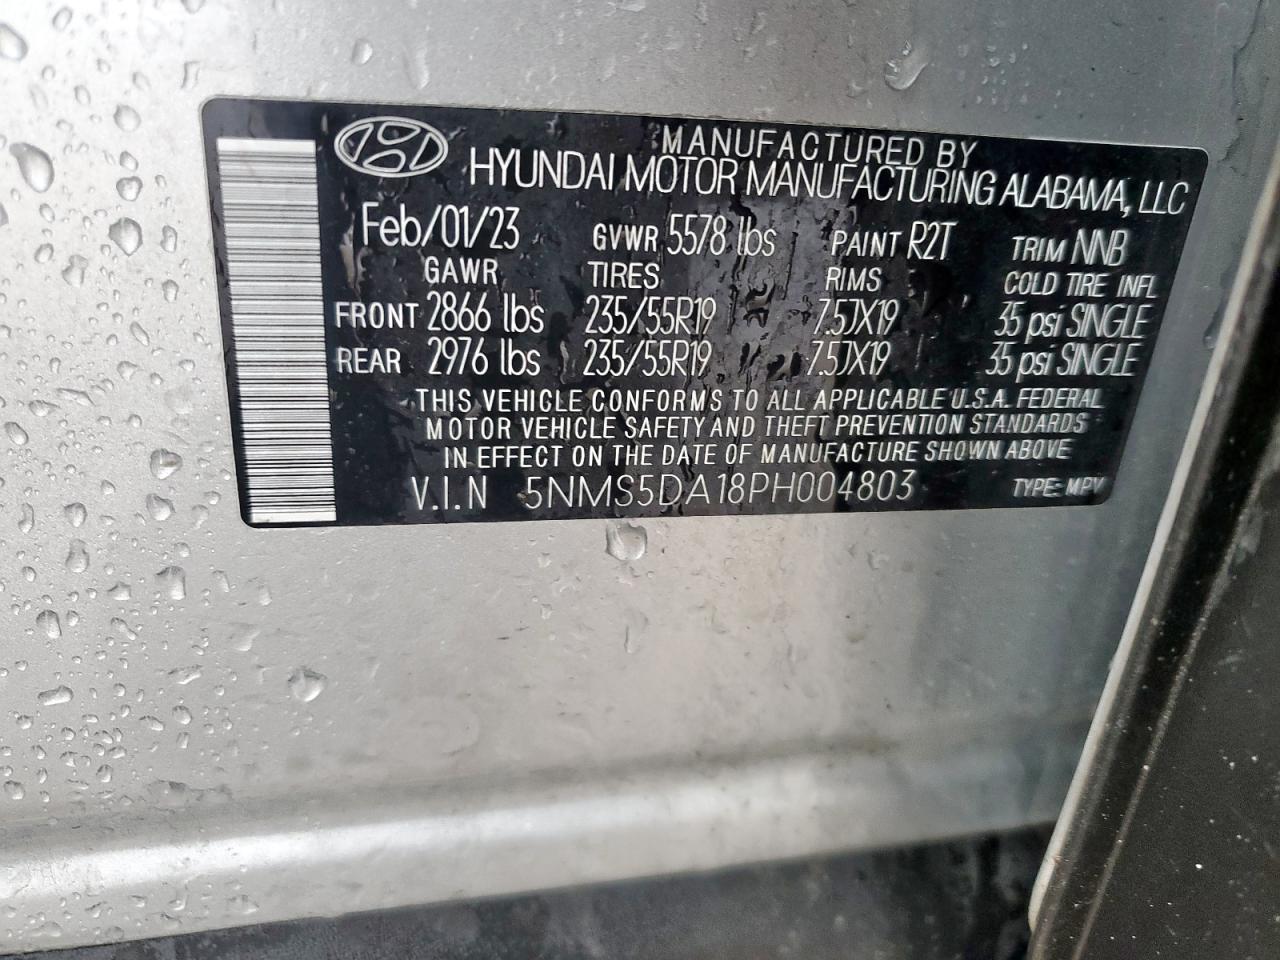 MANUFACTURED BY
HYUNDAI MOTOR MANUFACTURING ALABAMA, LLC
Feb/01/23 GVWR 5578 lbs PAINT R2T TRIM NNB
GAWR TIRES RIMS COLD TIRE INFL
FRONT 2866 lbs 235/55R19 7.5JX19 35 psi SINGLE
REAR 2976 lbs 235/55R19 7.5JX19 35 psi SINGLE
THIS VEHICLE CONFORMS TO ALL APPLICABLE U.S.A. FEDERAL
MOTOR VEHICLE SAFETY AND THEFT PREVENTION STANDARDS
IN EFFECT ON THE DATE OF MANUFACTURE SHOWN ABOVE
V.I.N 5NMS5DA18PH004803 TYPE: MPV